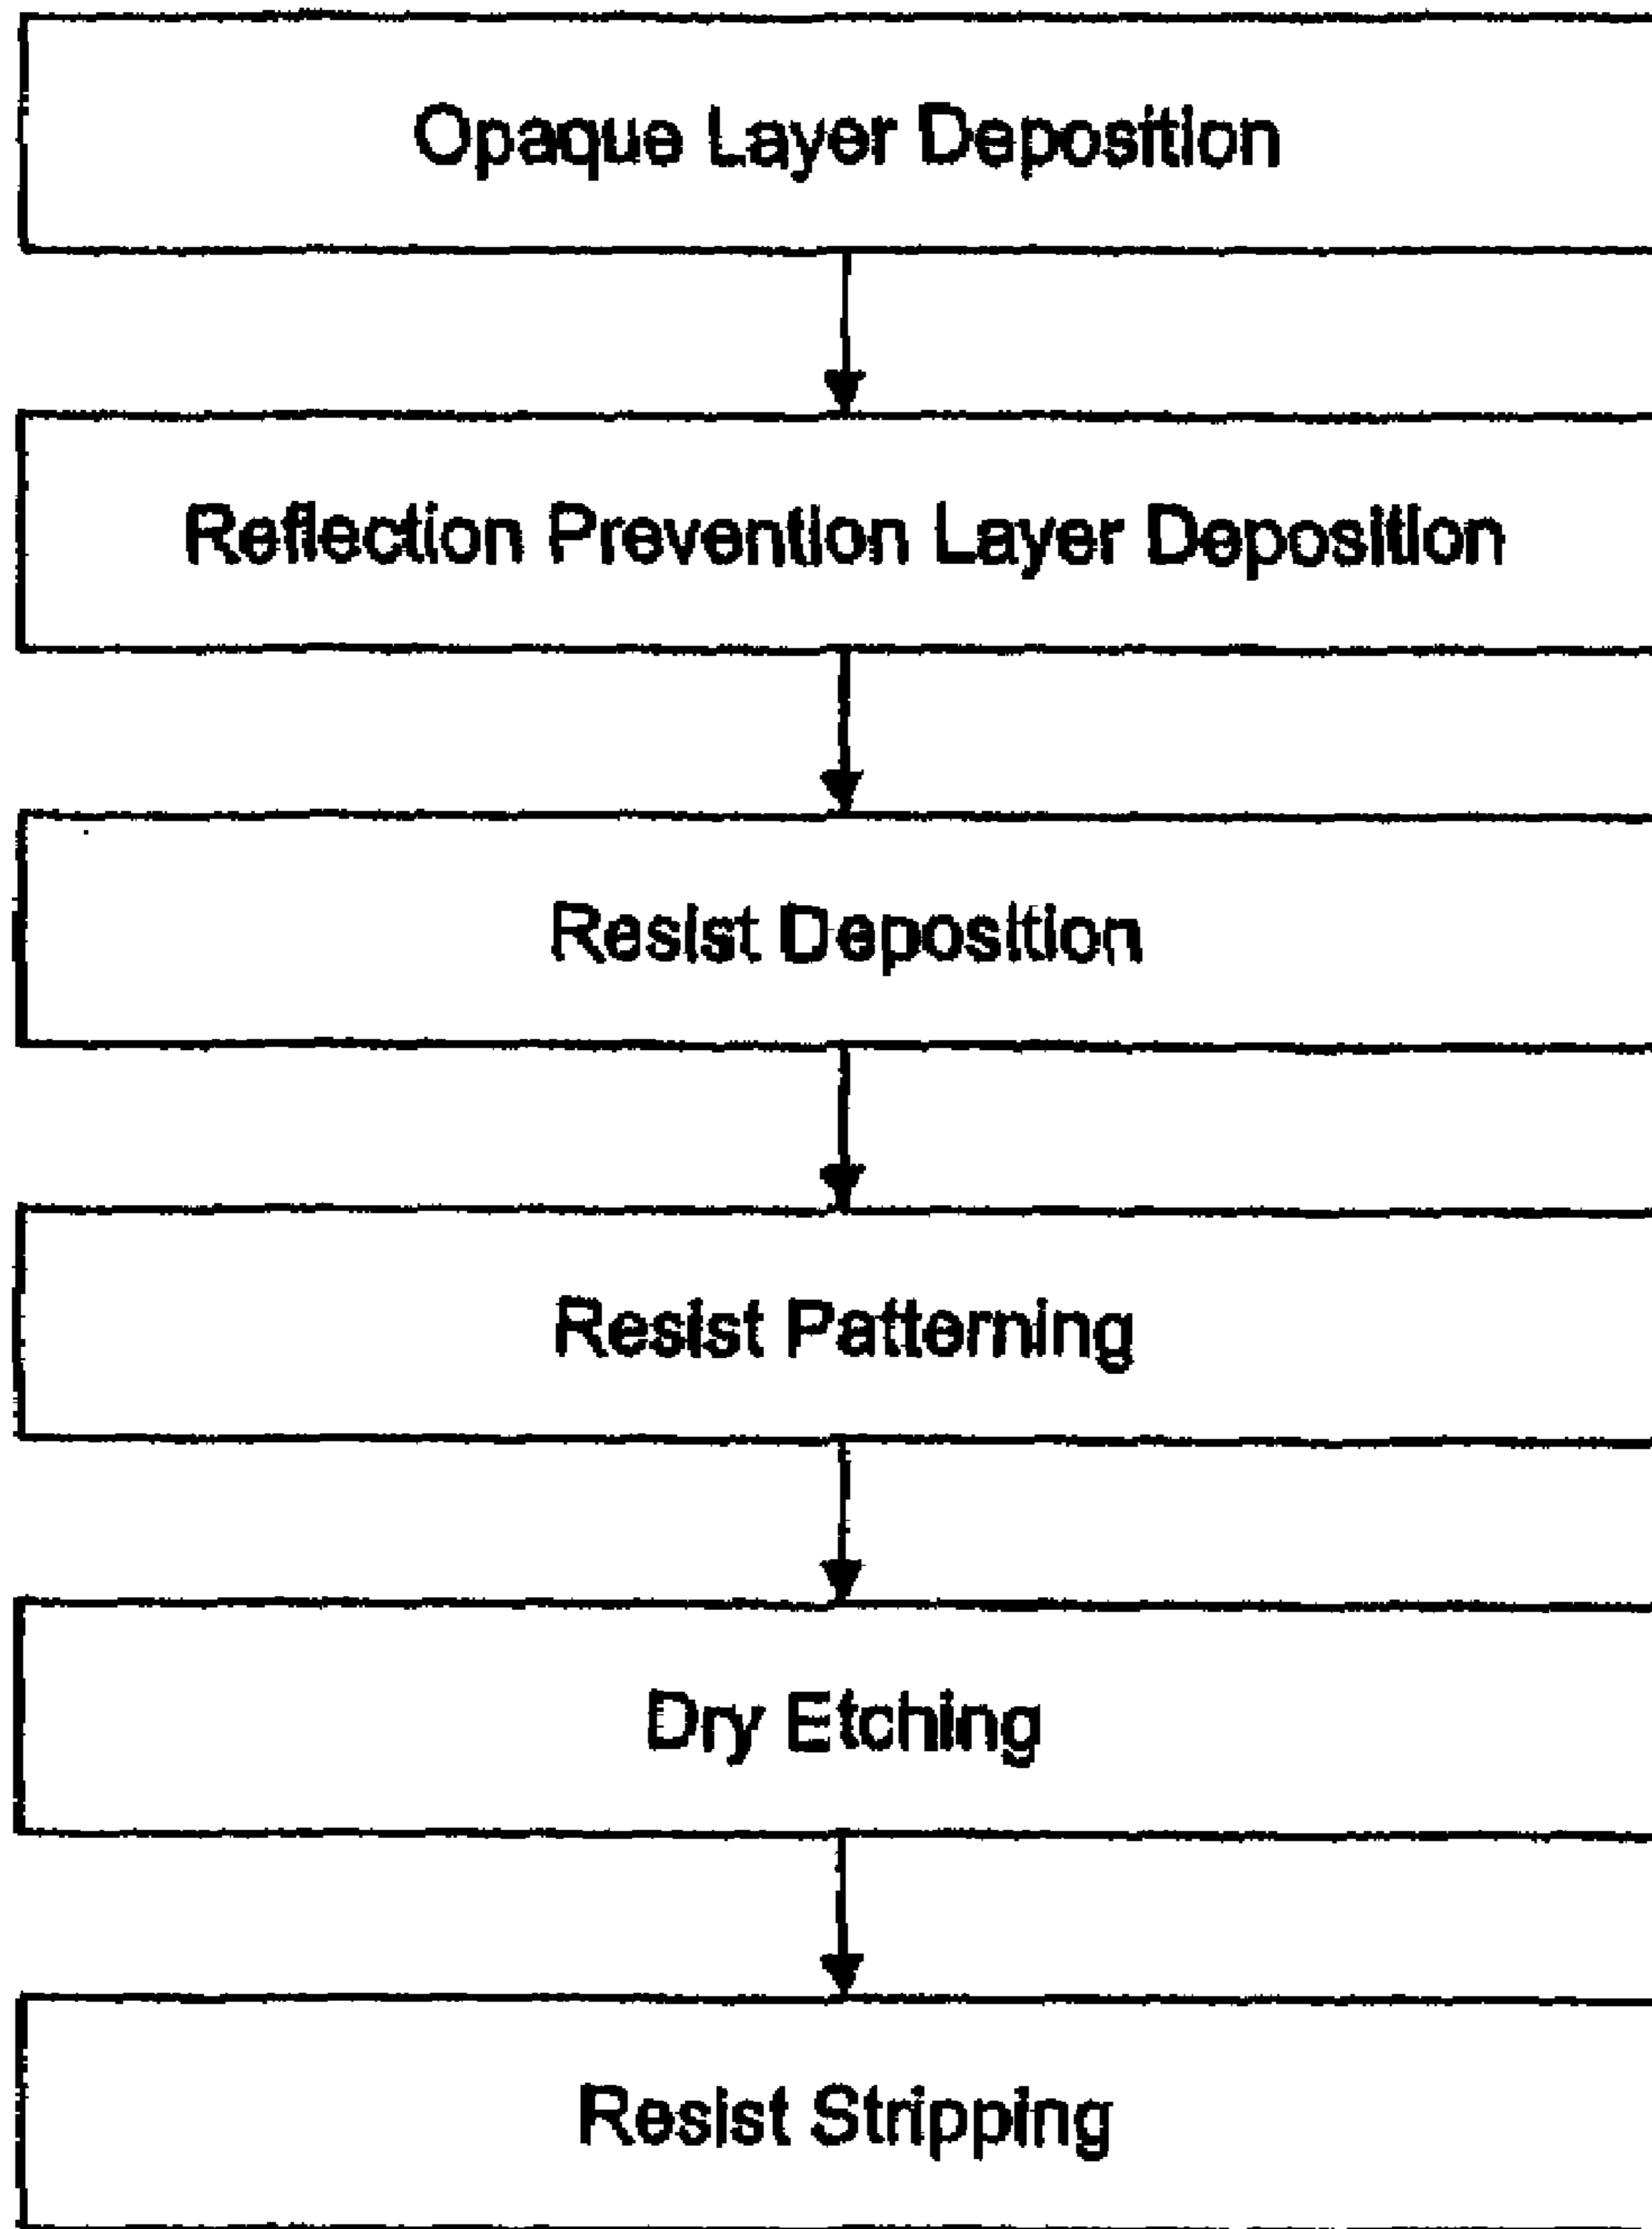 Opaque Layer Deposition
Reflection Prevention Layer Deposition
Resist Deposition
Resist Patterning
Dry Etching
Resist Stripping